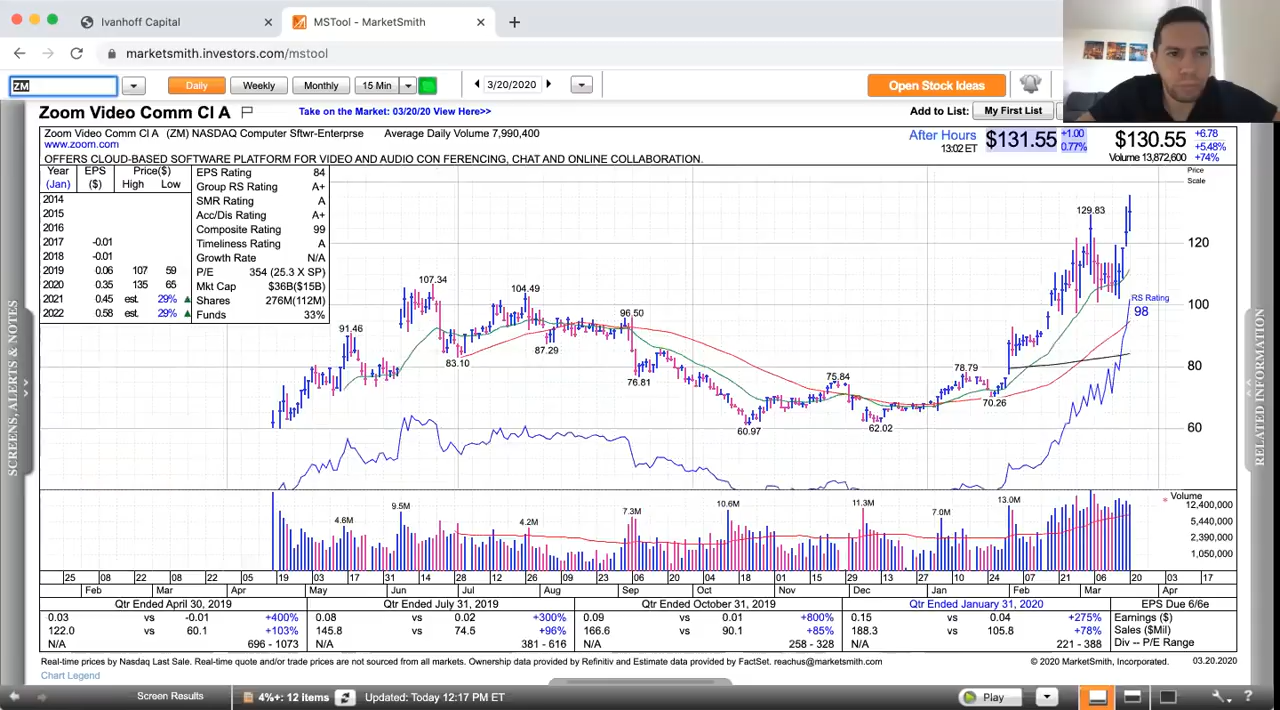 Ivanhoff Capital
MSTool - MarketSmith
marketsmith.investors.com/mstool
ZM Daily Weekly Monthly 15 Min 3/20/2020 Open Stock Ideas
Zoom Video Comm Cl A Take on the Market: 03/20/20 View Here>> Add to List: My First List
Zoom Video Comm Cl A (ZM) NASDAQ Computer Sftwr-Enterprse Average Daily Volume 7,990,400
www.zoom.com
OFFERS CLOUD-BASED SOFTWARE PLATFORM FOR VIDEO AND AUDIO CON FERENCING, CHAT AND ONLINE COLLABORATION.
After Hours $131.55 +1.00 $130.55 +6.78
13:02 ET 0.77% +5.48%
Volume 13,872,600 +74%
Year EPS Price($)
(Jan) ($) High Low
2014
2015
2016
2017 -0.01
2018 -0.01
2019 0.06 107 59
2020 0.35 135 65
2021 0.45 est. 29% ▲
2022 0.58 est. 29% ▲
EPS Rating 84
Group RS Rating A+
SMR Rating A
Acc/Dis Rating A+
Composite Rating 99
Timeliness Rating A
Growth Rate N/A
P/E 354 (25.3 X SP)
Mkt Cap $36B($15B)
Shares 276M(112M)
Funds 33%
Price
Scale
120
100
80
60
91.46
107.34
83.10
104.49
87.29
96.50
76.81
60.97
75.84
62.02
78.79
70.26
129.83
RS Rating
98
Volume
12,400,000
5,440,000
2,390,000
1,050,000
4.6M 9.5M 4.2M 7.3M 10.6M 11.3M 7.0M 13.0M
25 08 22 08 22 05 19 03 17 31 14 28 12 26 09 23 06 20 04 18 01 15 29 13 27 10 24 06 21 06 20 03 17
Feb Mar Apr May Jun Jul Aug Sep Oct Nov Dec Jan Feb Mar Apr
Qtr Ended April 30, 2019 Qtr Ended July 31, 2019 Qtr Ended October 31, 2019 Qtr Ended January 31, 2020 EPS Due 6/6e
0.03 vs -0.01 +400% 0.08 vs 0.02 +300% 0.09 vs 0.01 +800% 0.15 vs 0.04 +275% Earnings ($)
122.0 vs 60.1 +103% 145.8 vs 74.5 +96% 166.6 vs 90.1 +85% 188.3 vs 105.8 +78% Sales ($Mil)
N/A 696 - 1073 N/A 381 - 616 N/A 258 - 328 N/A 221 - 388 Div -- P/E Range
Real-time prices by Nasdaq Last Sale. Real-time quote and/or trade prices are not sourced from all markets. Ownership data provided by Refinitiv and Estimate data provided by FactSet. reachus@marketsmith.com © 2020 MarketSmith, Incorporated. 03.20.2020
Chart Legend
Screen Results 4%+: 12 items Updated: Today 12:17 PM ET Play
SCREENS, ALERTS & NOTES
RELATED INFORMATION